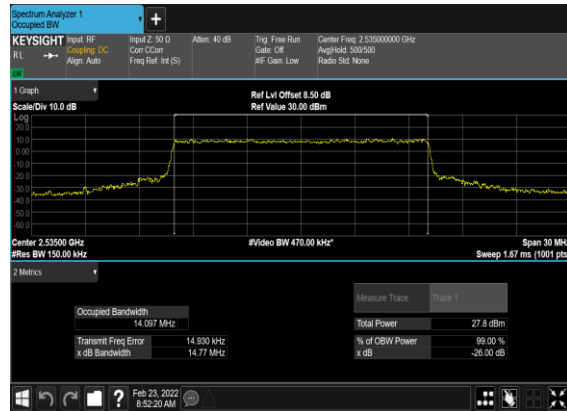 Spectrum Analyzer 1
Occupied BW
+
KEYSIGHT
RL
LV
Input: RF
Coupling: DC
Align: Auto
Input Z: 50 Ω
Corr CCorr
Freq Ref: Int (S)
Atten: 40 dB
Trig: Free Run
Gate: Off
#IF Gain: Low
Center Freq: 2.535000000 GHz
Avg|Hold: 500/500
Radio Std: None
1 Graph
Scale/Div 10.0 dB
Ref Lvl Offset 8.50 dB
Ref Value 30.00 dBm
Log
20.0
10.0
0.00
-10.0
-20.0
-30.0
-40.0
-50.0
-60.0
Center 2.53500 GHz
#Res BW 150.00 kHz
#Video BW 470.00 kHz*
Span 30 MHz
Sweep 1.67 ms (1001 pts
2 Metrics
Measure Trace
Trace 1
Occupied Bandwidth
14.097 MHz
Total Power
27.8 dBm
Transmit Freq Error
14.930 kHz
% of OBW Power
99.00 %
x dB Bandwidth
14.77 MHz
x dB
-26.00 dB
?
Feb 23, 2022
8:52:20 AM